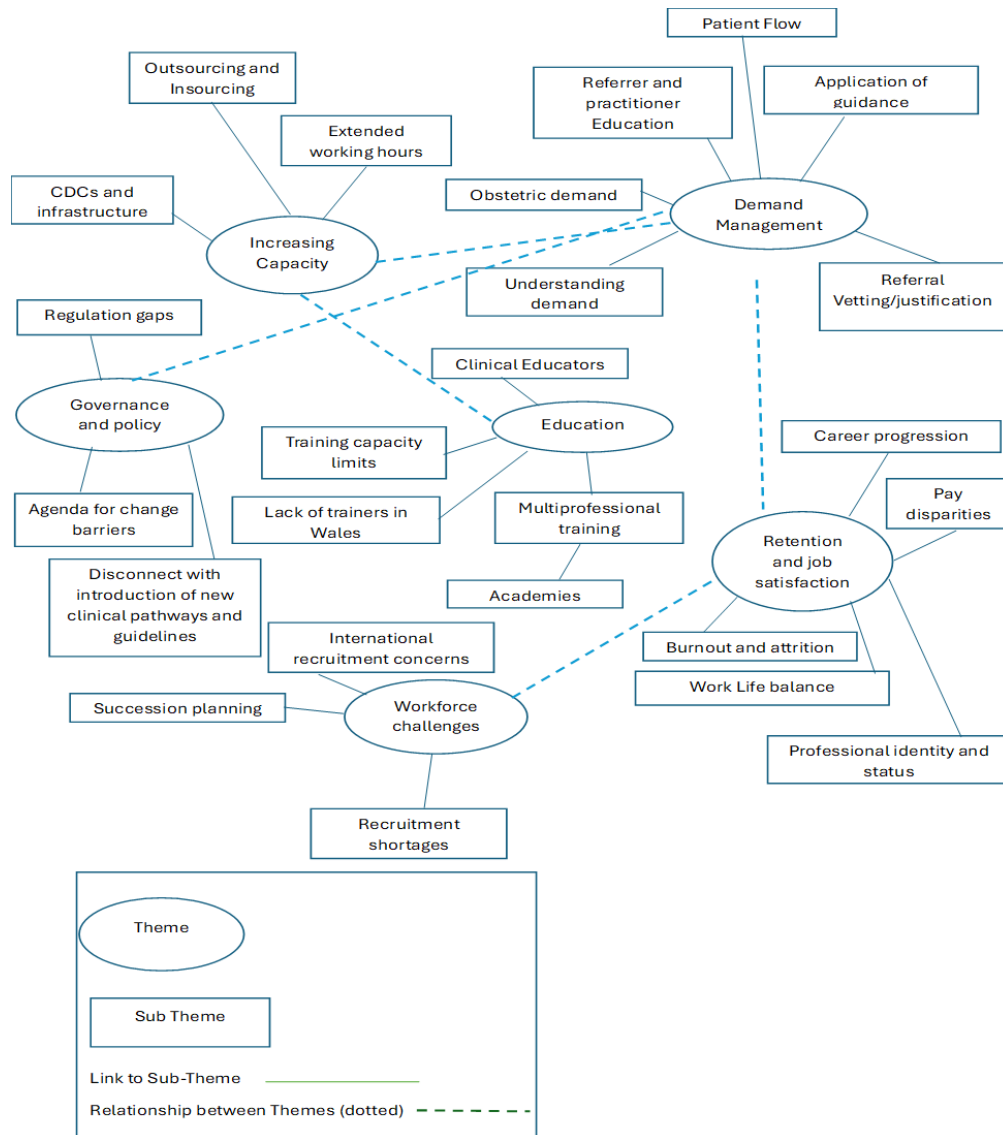 Patient Flow
Outsourcing and
Insourcing
Referrer and
practitioner
Education
Application of
guidance
Extended
working hours
CDCs and
infrastructure
Obstetric demand
Demand
Management
Increasing
Capacity
Understanding
demand
Referral
Vetting/justification
Regulation gaps
Clinical Educators
Governance
and policy
Education
Training capacity
limits
Career progression
Agenda for change
barriers
Lack of trainers in
Wales
Multiprofessional
training
Pay
disparities
Retention
and job
satisfaction
Disconnect with
introduction of new
clinical pathways and
guidelines
Academies
International
recruitment concerns
Burnout and attrition
Work Life balance
Succession planning
Workforce
challenges
Professional identity and
status
Recruitment
shortages
Theme
Sub Theme
Link to Sub-Theme
Relationship between Themes (dotted)